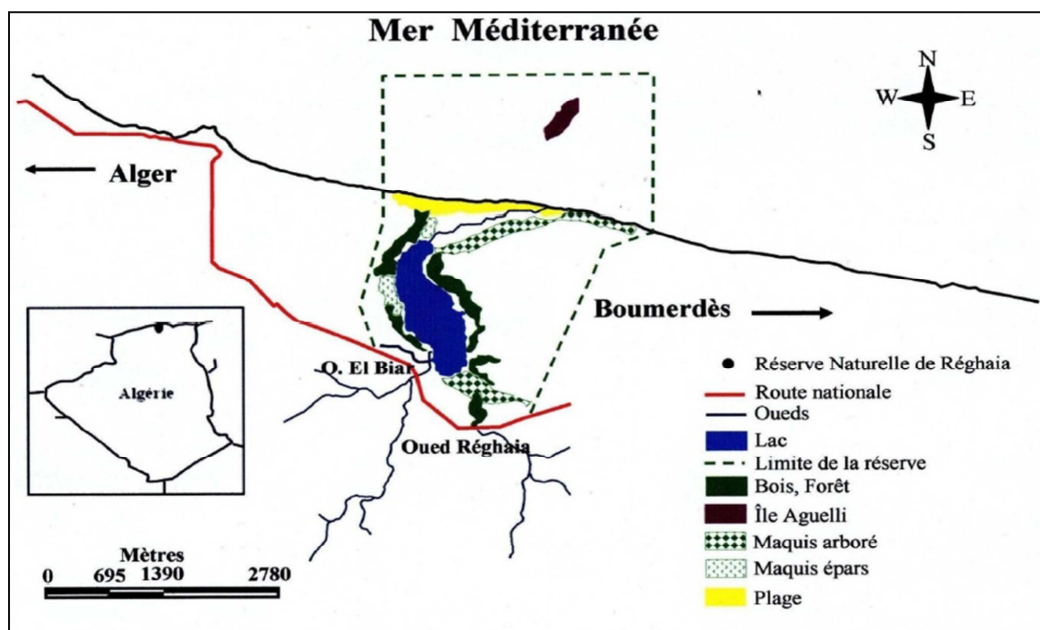 Mer Méditerranée
N
W E
S
Alger
Boumerdès
O. El Biar
Oued Réghaia
Algérie
Mètres
0 695 1390 2780
Réserve Naturelle de Réghaia
Route nationale
Oueds
Lac
Limite de la réserve
Bois, Forêt
Île Aguelli
Maquis arboré
Maquis épars
Plage